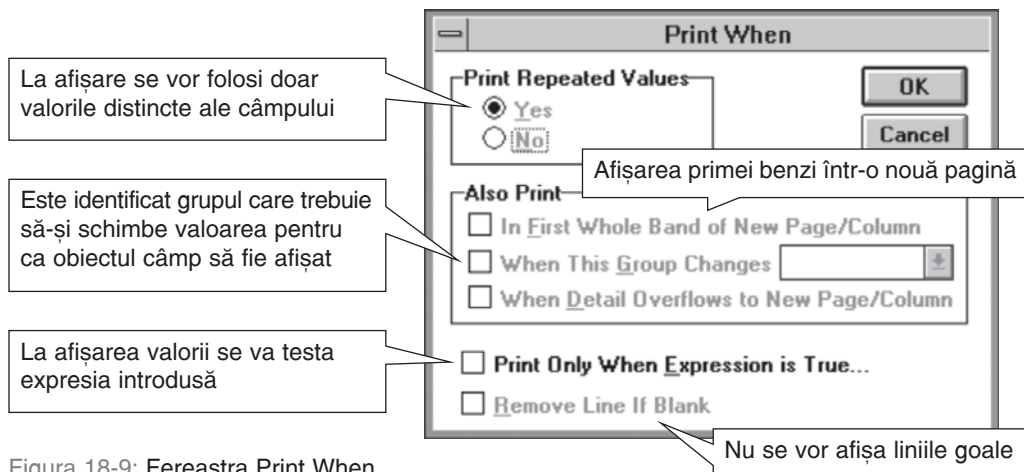 Print When
La afișare se vor folosi doar
valorile distincte ale câmpului
Print Repeated Values
Yes
No
OK
Cancel
Afișarea primei benzi într-o nouă pagină
Este identificat grupul care trebuie
să-și schimbe valoarea pentru
ca obiectul câmp să fie afișat
Also Print
In First Whole Band of New Page/Column
When This Group Changes
When Detail Overflows to New Page/Column
La afișarea valorii se va testa
expresia introdusă
Print Only When Expression is True...
Remove Line If Blank
Nu se vor afișa liniile goale
Figura 18-9: Fereastra Print When